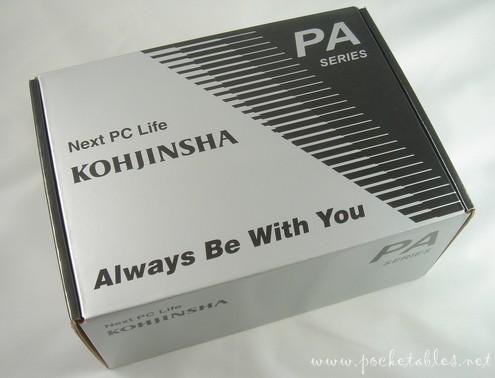 PA
SERIES
Next PC Life
KOHJINSHA
Always Be With You
PA
SERIES
Next PC Life
KOHJINSHA
www.pocketables.net